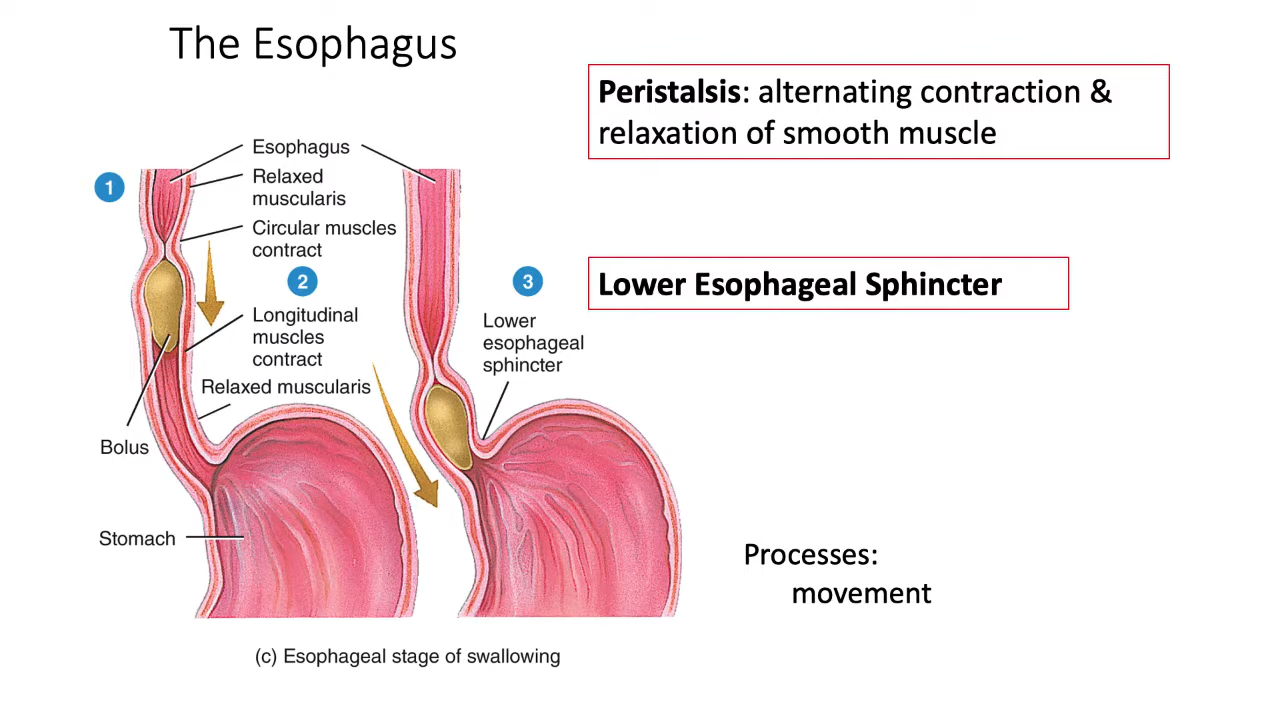 The Esophagus
Peristalsis: alternating contraction &
relaxation of smooth muscle
Esophagus
1
Relaxed
muscularis
Circular muscles
contract
2
Longitudinal
muscles
contract
Relaxed muscularis
Bolus
Stomach
3
Lower
esophageal
sphincter
Lower Esophageal Sphincter
Processes:
movement
(c) Esophageal stage of swallowing